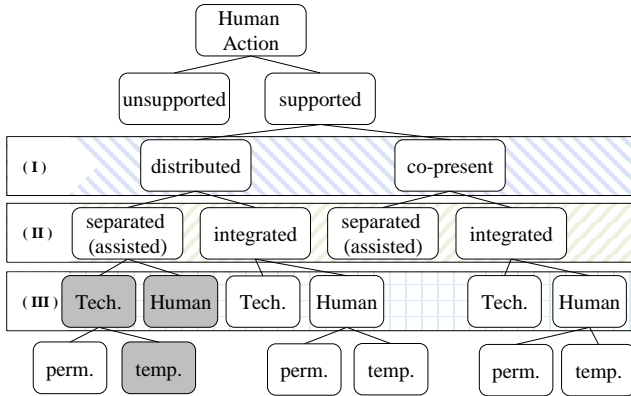 Human
Action
unsupported
supported
( I )
distributed
co-present
( II )
separated
(assisted)
integrated
separated
(assisted)
integrated
( III )
Tech.
Human
Tech.
Human
Tech.
Human
perm.
temp.
perm.
temp.
perm.
temp.